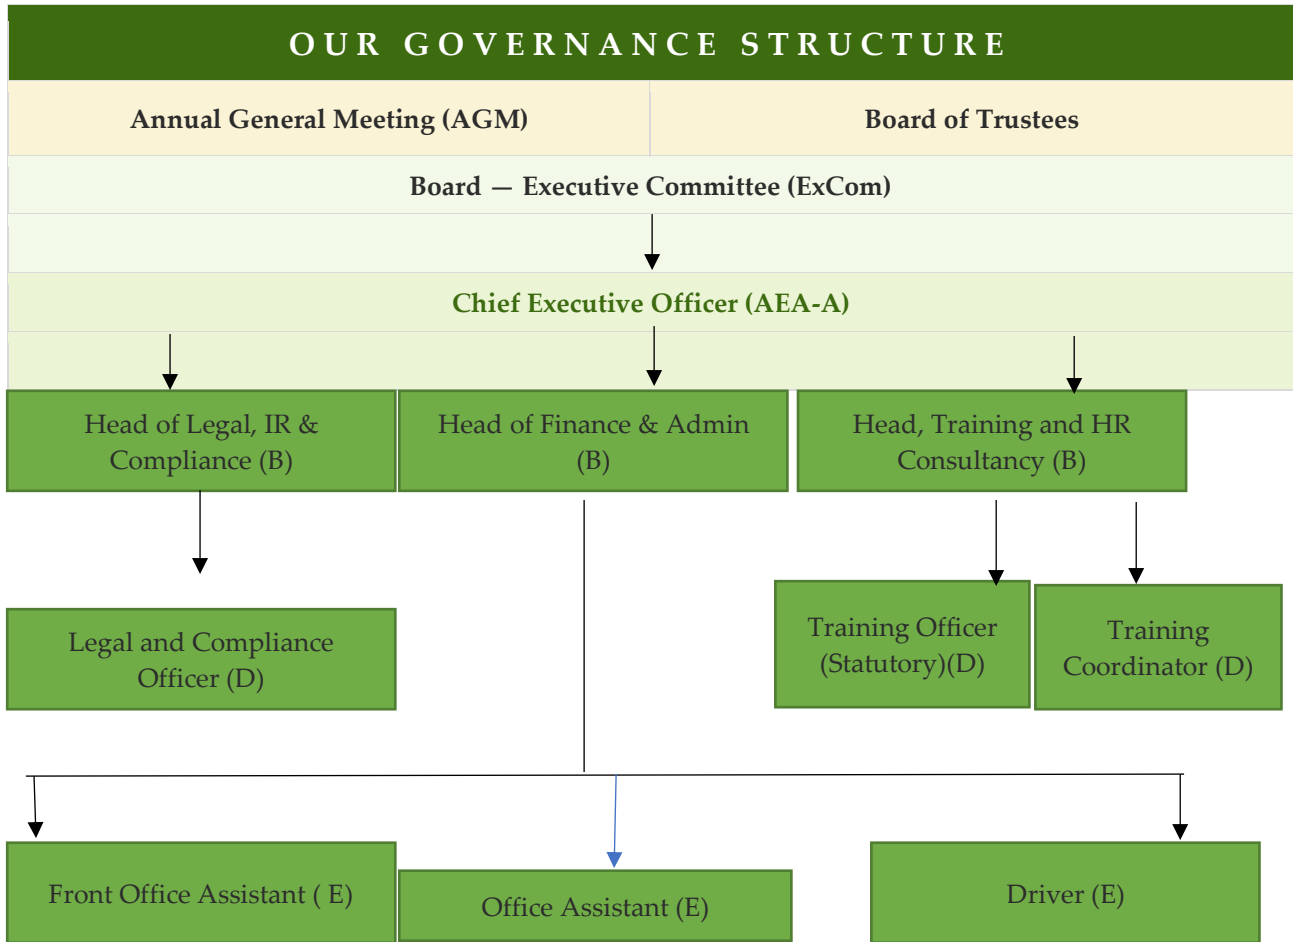 OUR GOVERNANCE STRUCTURE
Annual General Meeting (AGM)
Board of Trustees
Board — Executive Committee (ExCom)
Chief Executive Officer (AEA-A)
Head of Legal, IR &
Compliance (B)
Head of Finance & Admin
(B)
Head, Training and HR
Consultancy (B)
Legal and Compliance
Officer (D)
Training Officer
(Statutory)(D)
Training
Coordinator (D)
Front Office Assistant ( E)
Office Assistant (E)
Driver (E)